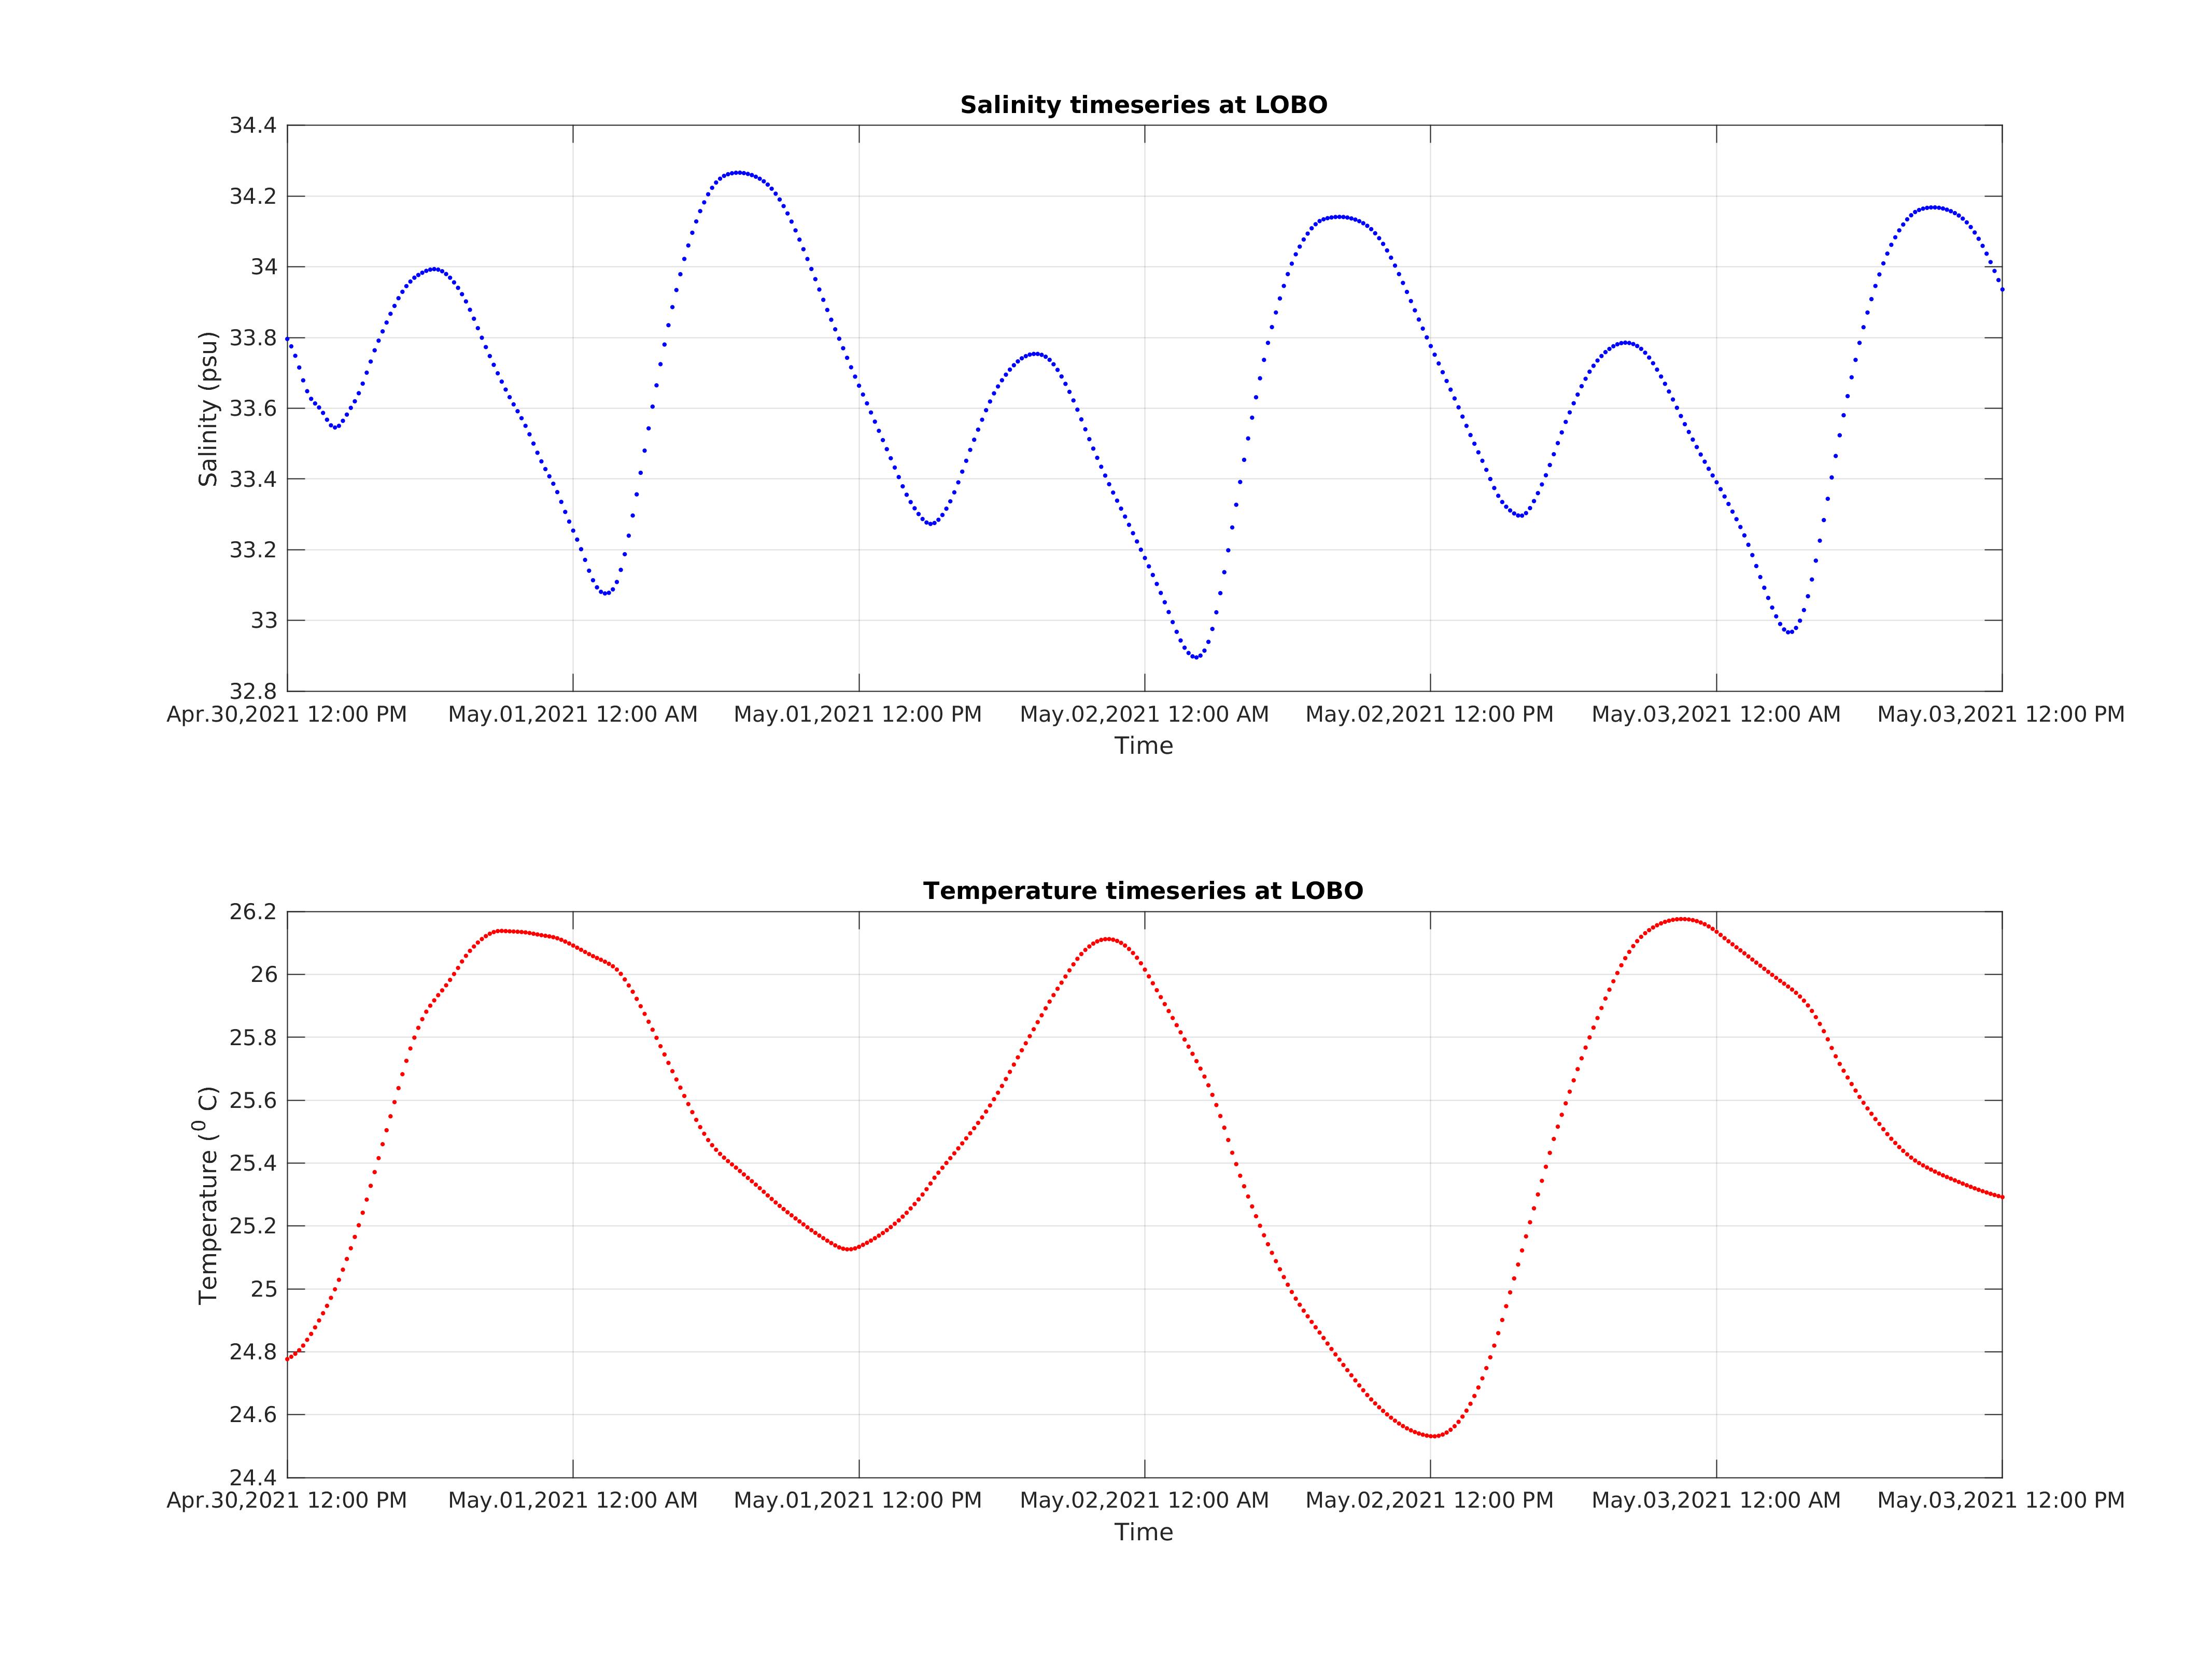 Salinity timeseries at LOBO
34.4
34.2
34
33.8
33.6
33.4
33.2
33
32.8
Salinity (psu)
Apr.30,2021 12:00 PM May.01,2021 12:00 AM May.01,2021 12:00 PM May.02,2021 12:00 AM May.02,2021 12:00 PM May.03,2021 12:00 AM May.03,2021 12:00 PM
Time
Temperature timeseries at LOBO
26.2
26
25.8
25.6
25.4
25.2
25
24.8
24.6
24.4
Temperature (⁰ C)
Apr.30,2021 12:00 PM May.01,2021 12:00 AM May.01,2021 12:00 PM May.02,2021 12:00 AM May.02,2021 12:00 PM May.03,2021 12:00 AM May.03,2021 12:00 PM
Time